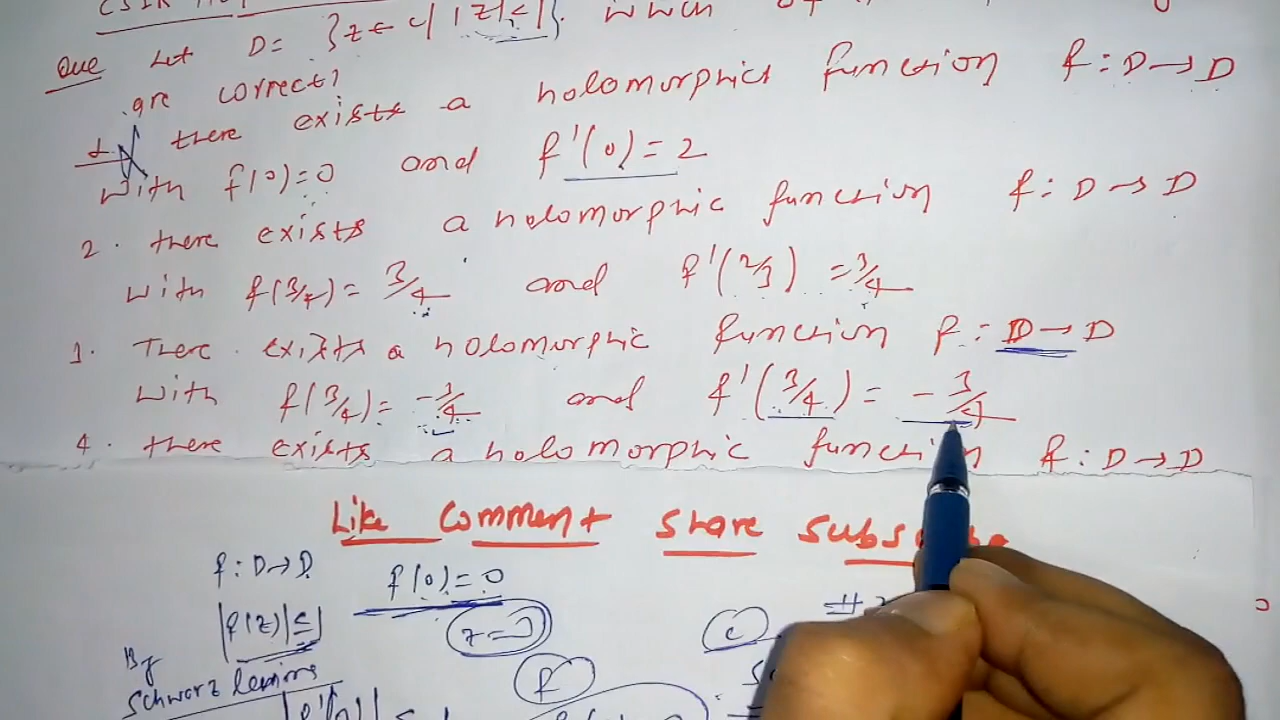 Que Let D= {z∈ℂ| |z|<1}. which of
are correct?
1. there exists a holomorphics function f:D→D
with f(0)=0 and f'(0)=2
2. there exists a holomorphic function f:D→D
with f(3/4)=3/4 and f'(2/3)=3/4
3. There exists a holomorphic function f:D→D
with f(3/4)=-3/4 and f'(3/4)=-3/4
4. there exists a holomorphic function f:D→D
Like Comment Share
f:D→D f(0)=0
|f(z)|≤1
z=0
By
Schwarz